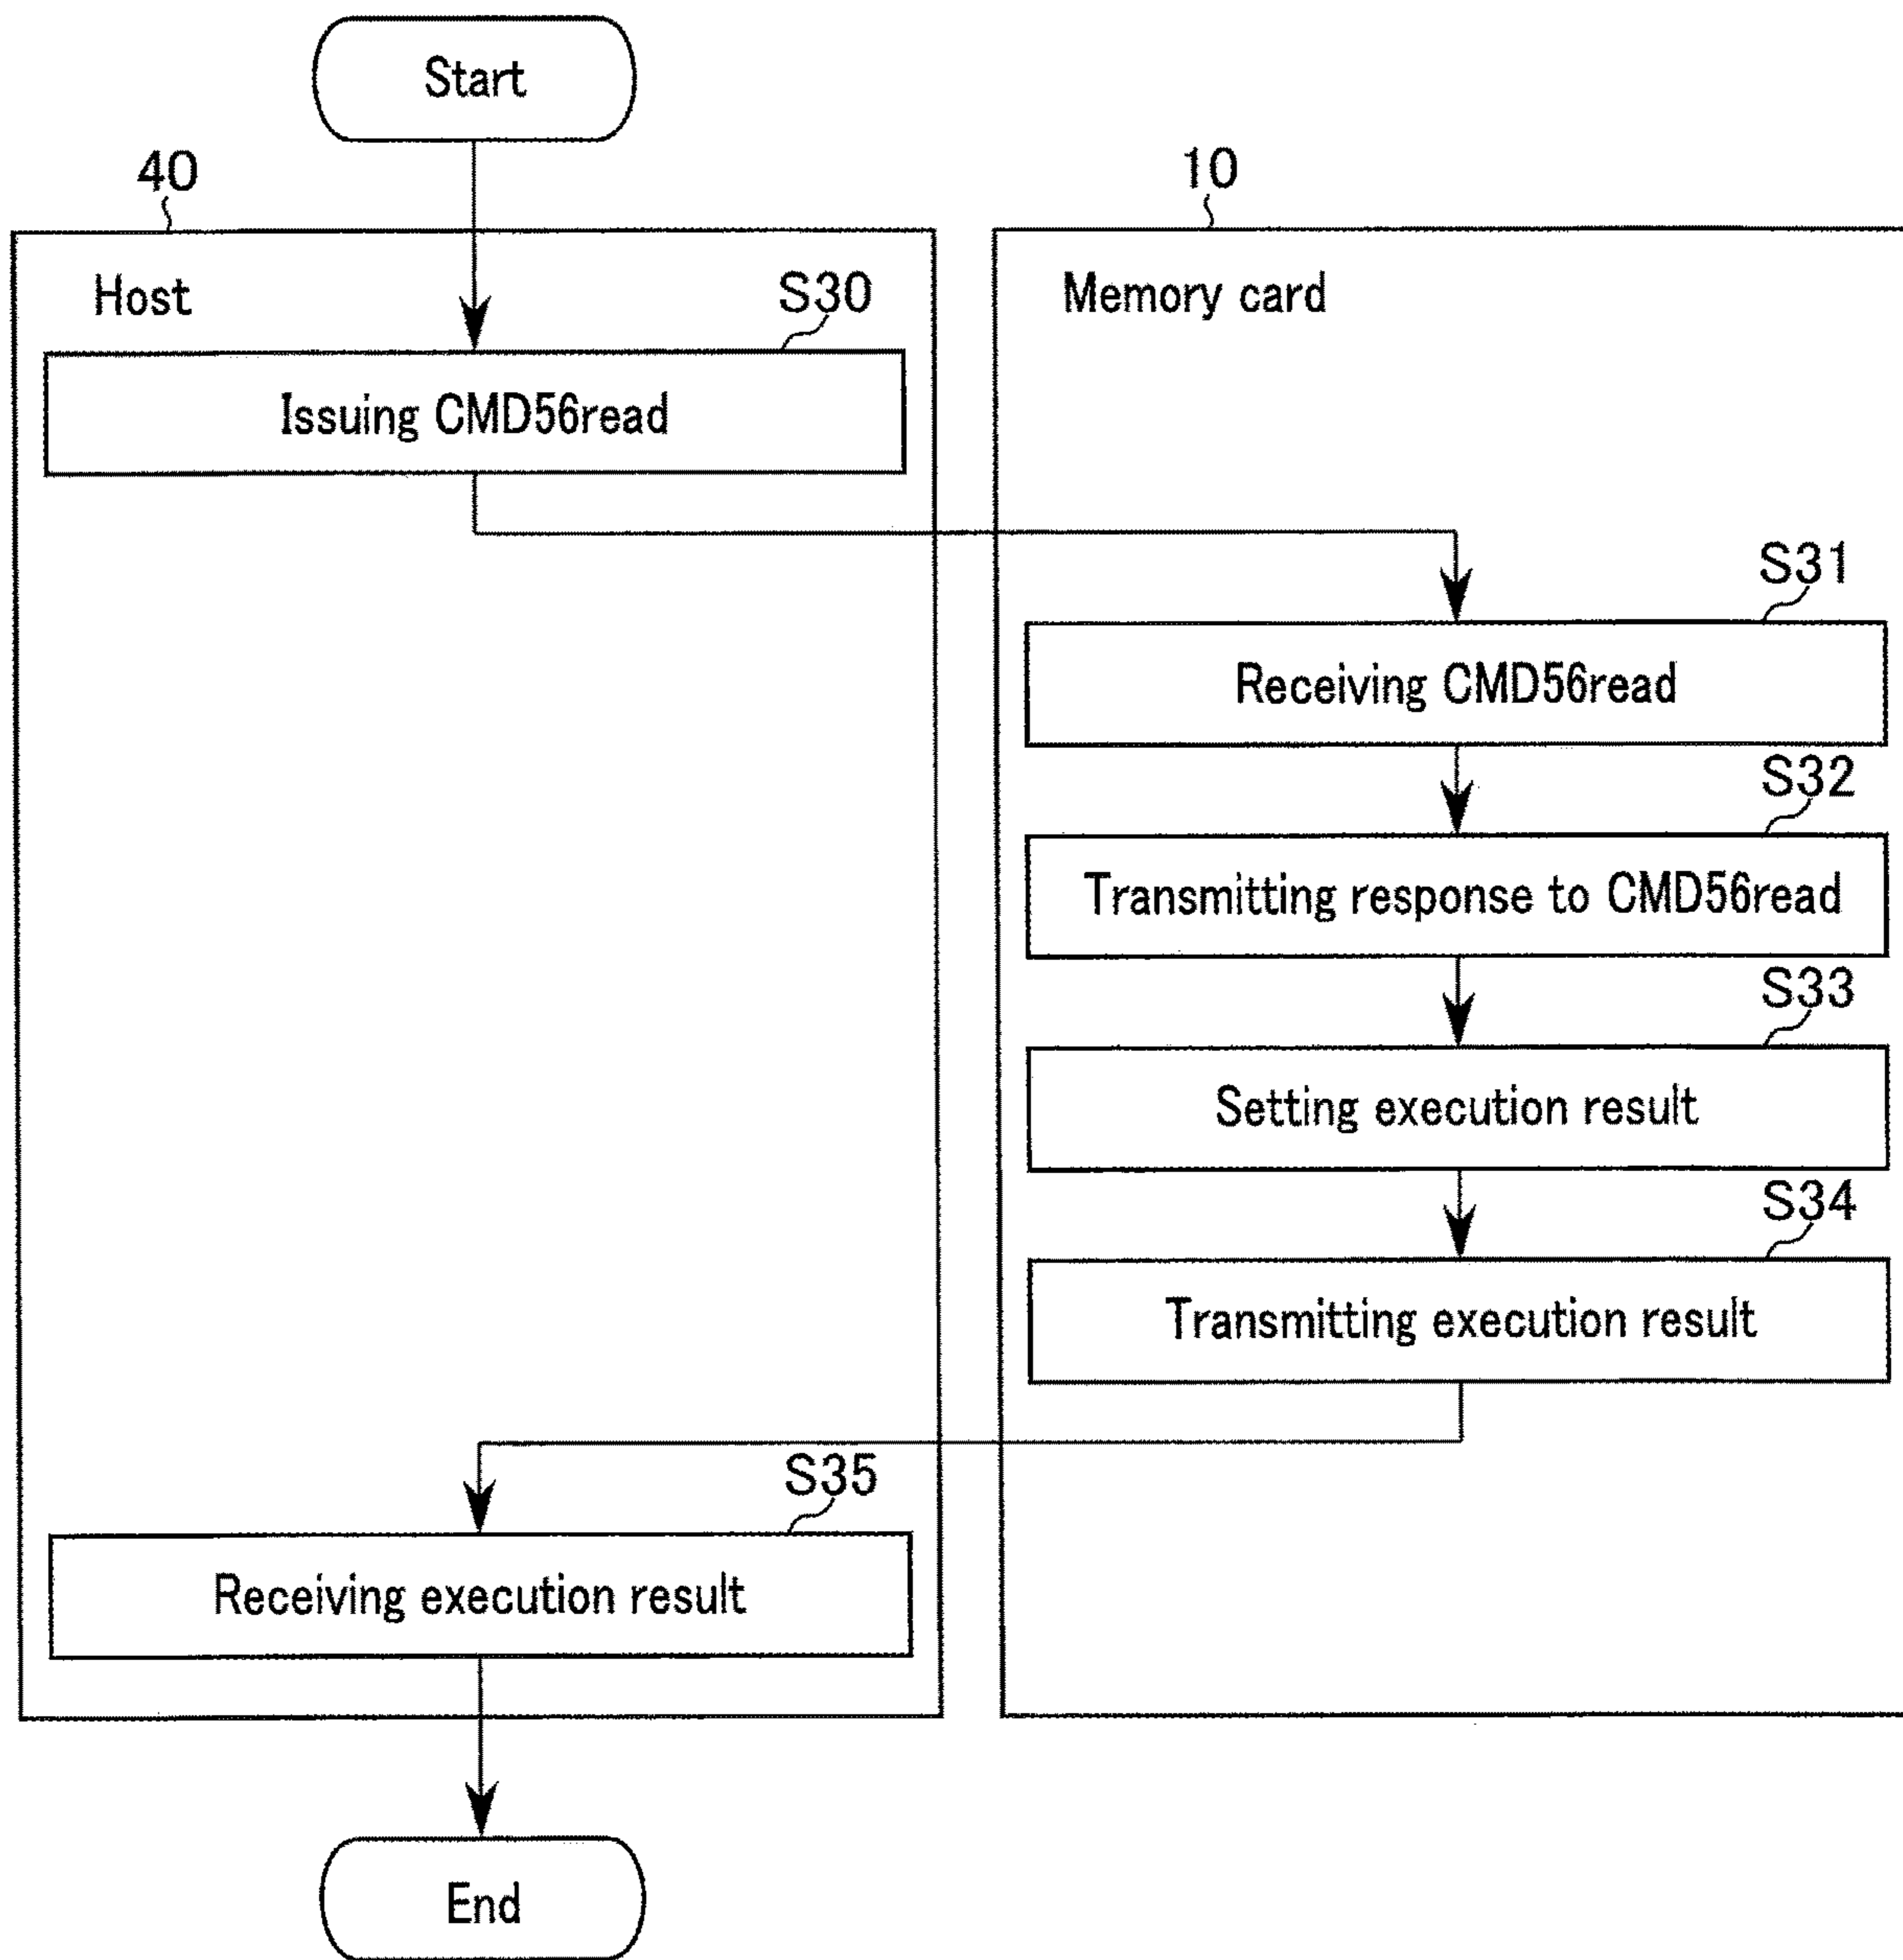 Start
40
10
Host
Memory card
S30
Issuing CMD56read
S31
Receiving CMD56read
S32
Transmitting response to CMD56read
S33
Setting execution result
S34
Transmitting execution result
S35
Receiving execution result
End